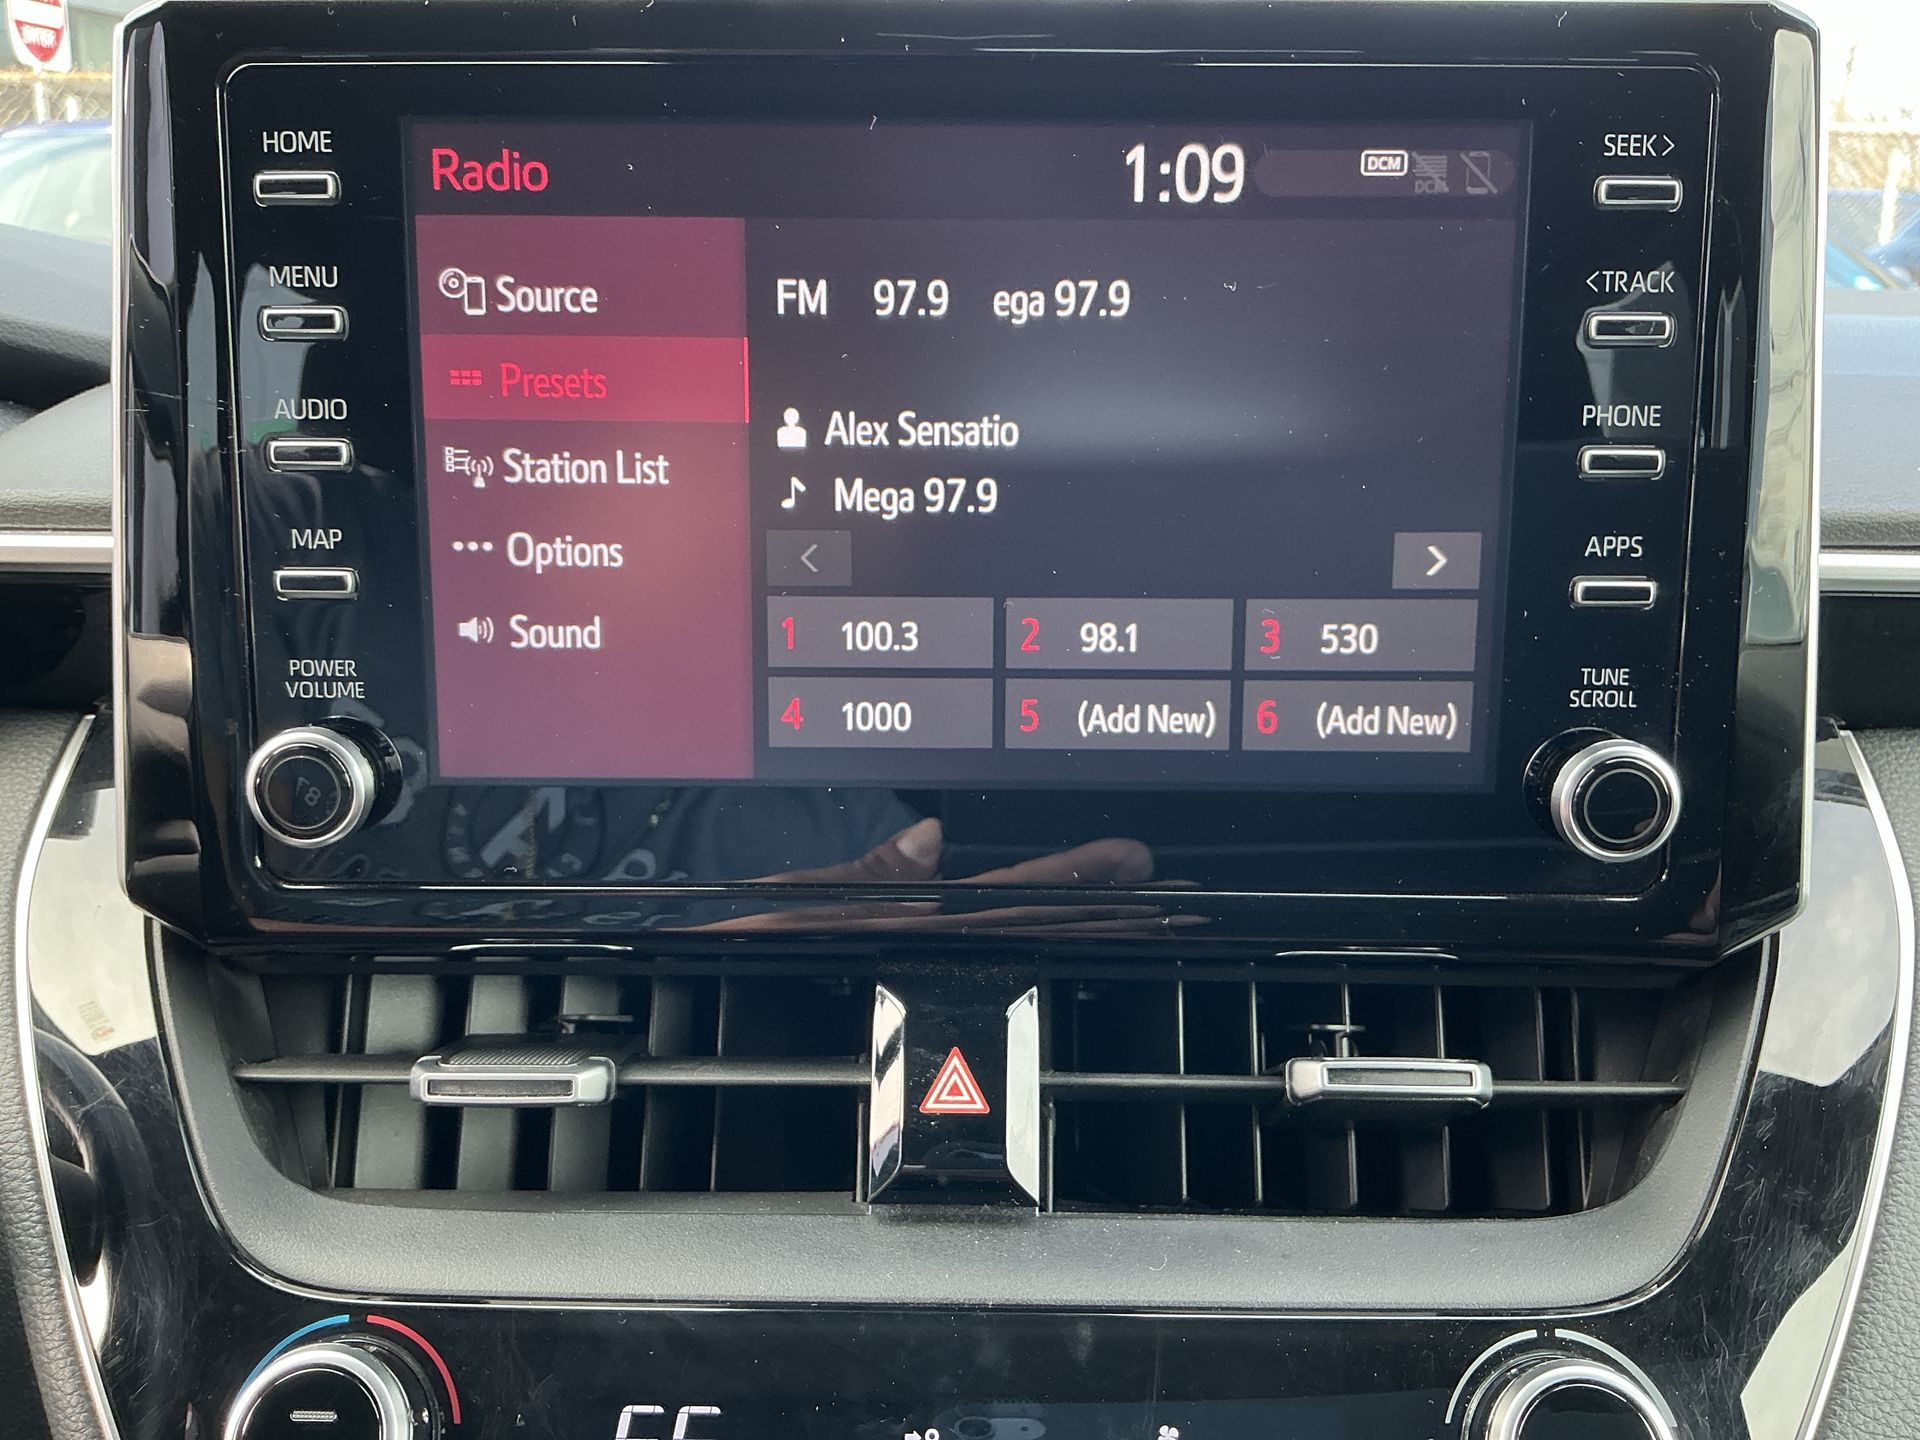 HOME
MENU
AUDIO
MAP
POWER
VOLUME
Radio
1:09
DCM
DCM
Source
Presets
Station List
Options
Sound
FM 97.9 ega 97.9
Alex Sensatio
Mega 97.9
< >
1 100.3 2 98.1 3 530
4 1000 5 (Add New) 6 (Add New)
SEEK>
<TRACK
PHONE
APPS
TUNE
SCROLL